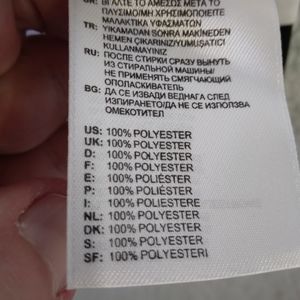 GR: ΒΓΑΛΤΕ ΤΟ ΑΜΕΣΩΣ ΜΕΤΑ ΤΟ
ΠΛΥΣΙΜΟ/ΜΗ ΧΡΗΣΙΜΟΠΟΙΕΙΤΕ
ΜΑΛΑΚΤΙΚΑ ΥΦΑΣΜΑΤΩΝ
TR: YIKAMADAN SONRA MAKİNEDEN
HEMEN ÇIKARINIZ/YUMUŞATICI
KULLANMAYINIZ
RU: ПОСЛЕ СТИРКИ СРАЗУ ВЫНУТЬ
ИЗ СТИРАЛЬНОЙ МАШИНЫ/
НЕ ПРИМЕНЯТЬ СМЯГЧАЮЩИЙ
ОПОЛАСКИВАТЕЛЬ
BG: ДА СЕ ИЗВАДИ ВЕДНАГА СЛЕД
ИЗПИРАНЕТО/ДА НЕ СЕ ИЗПОЛЗВА
ОМЕКОТИТЕЛ
US: 100% POLYESTER
UK: 100% POLYESTER
D: 100% POLYESTER
F: 100% POLYESTER
E: 100% POLIÉSTER
P: 100% POLIÉSTER
I: 100% POLIESTERE
NL: 100% POLYESTER
DK: 100% POLYESTER
S: 100% POLYESTER
SF: 100% POLYESTERI